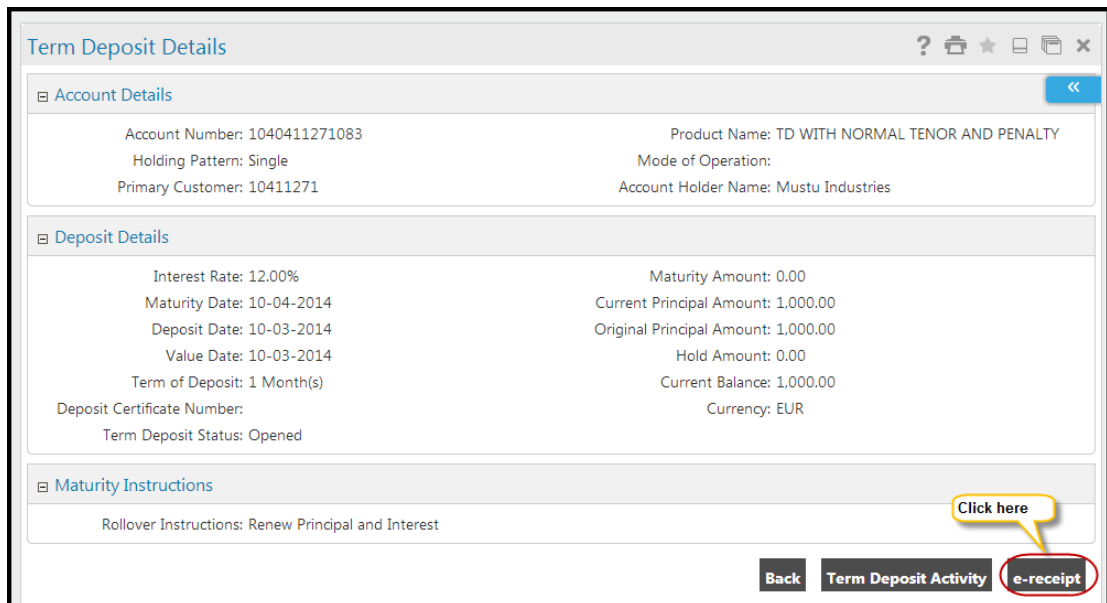 Term Deposit Details
Account Details
Account Number: 1040411271083 Product Name: TD WITH NORMAL TENOR AND PENALTY
Holding Pattern: Single Mode of Operation:
Primary Customer: 10411271 Account Holder Name: Mustu Industries
Deposit Details
Interest Rate: 12.00% Maturity Amount: 0.00
Maturity Date: 10-04-2014 Current Principal Amount: 1,000.00
Deposit Date: 10-03-2014 Original Principal Amount: 1,000.00
Value Date: 10-03-2014 Hold Amount: 0.00
Term of Deposit: 1 Month(s) Current Balance: 1,000.00
Deposit Certificate Number: Currency: EUR
Term Deposit Status: Opened
Maturity Instructions
Rollover Instructions: Renew Principal and Interest
Click here
Back Term Deposit Activity e-receipt